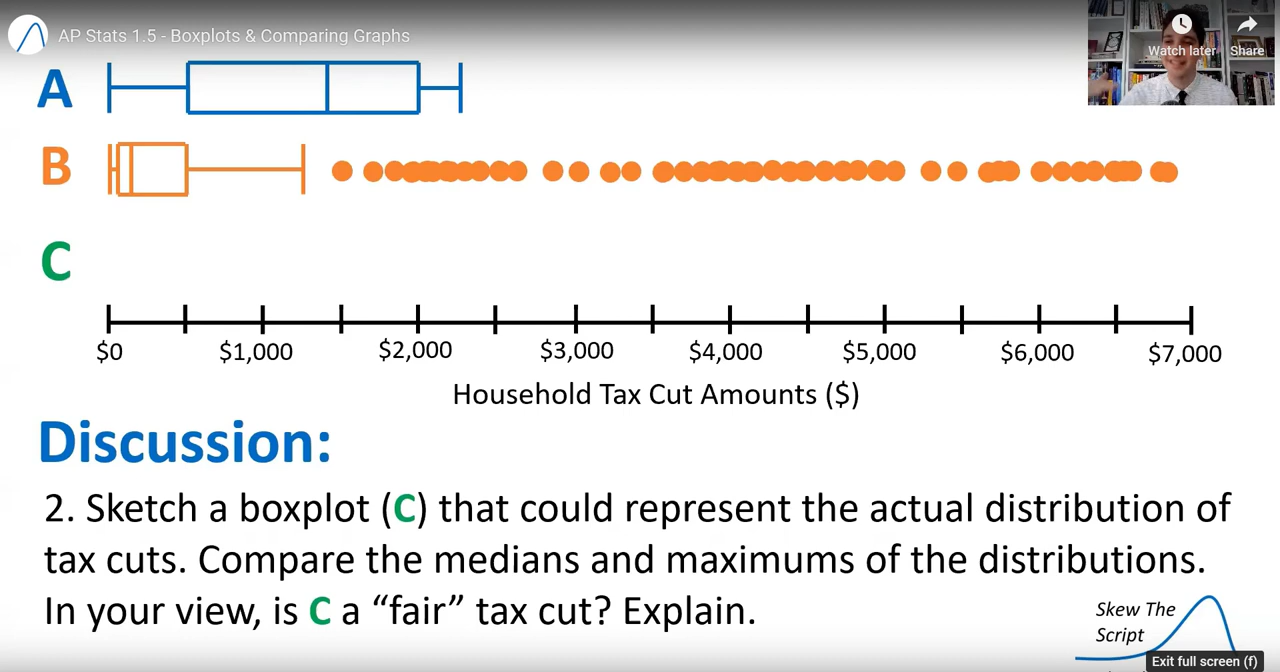 AP Stats 1.5 - Boxplots & Comparing Graphs
Watch later Share
A
B
C
$0 $1,000 $2,000 $3,000 $4,000 $5,000 $6,000 $7,000
Household Tax Cut Amounts ($)
Discussion:
2. Sketch a boxplot (C) that could represent the actual distribution of
tax cuts. Compare the medians and maximums of the distributions.
In your view, is C a “fair” tax cut? Explain.
Skew The
Script
Exit full screen (f)